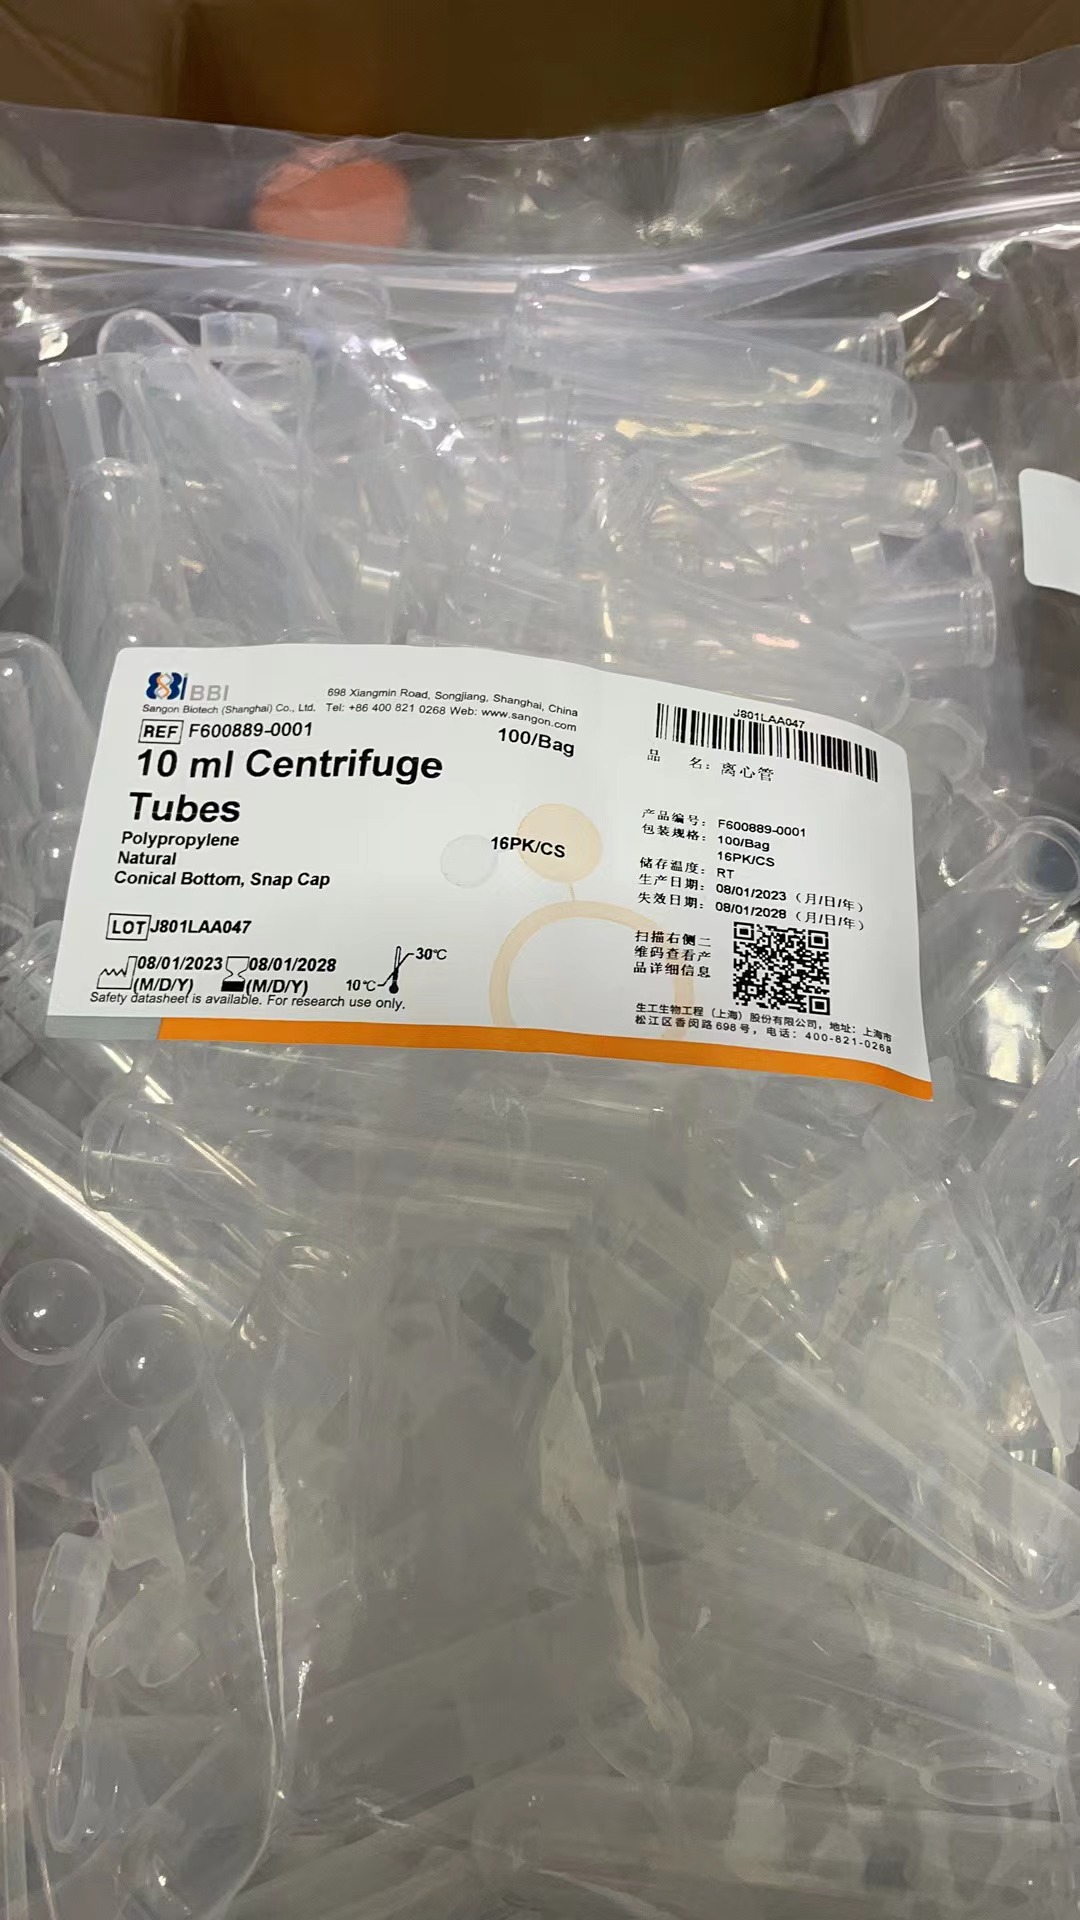 BBI
698 Xiangmin Road, Songjiang, Shanghai, China
Sangon Biotech (Shanghai) Co., Ltd. Tel: +86 400 821 0268 Web: www.sangon.com
REF F600889-0001
100/Bag
10 ml Centrifuge
Tubes
Polypropylene
16PK/CS
Natural
Conical Bottom, Snap Cap
LOT J801LAA047
08/01/2023 08/01/2028
(M/D/Y) (M/D/Y)
10℃ 30℃
Safety datasheet is available. For research use only.
J801LAA047
品 名：离心管
产品编号：F600889-0001
包装规格：100/Bag
16PK/CS
储存温度：RT
生产日期：08/01/2023（月/日/年）
失效日期：08/01/2028（月/日/年）
扫描右侧二
维码查看产
品详细信息
生工生物工程（上海）股份有限公司，地址：上海市
松江区香闵路698号，电话：400-821-0268